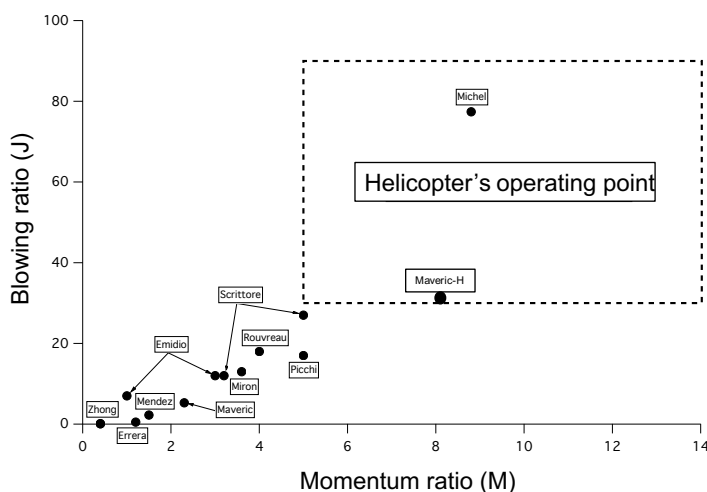 100
80
60
40
20
0
Blowing ratio (J)
Michel
Helicopter's operating point
Maveric-H
Scrittore
Rouvreau
Emidio
Picchi
Miron
Mendez
Maveric
Zhong
Errera
0 2 4 6 8 10 12 14
Momentum ratio (M)